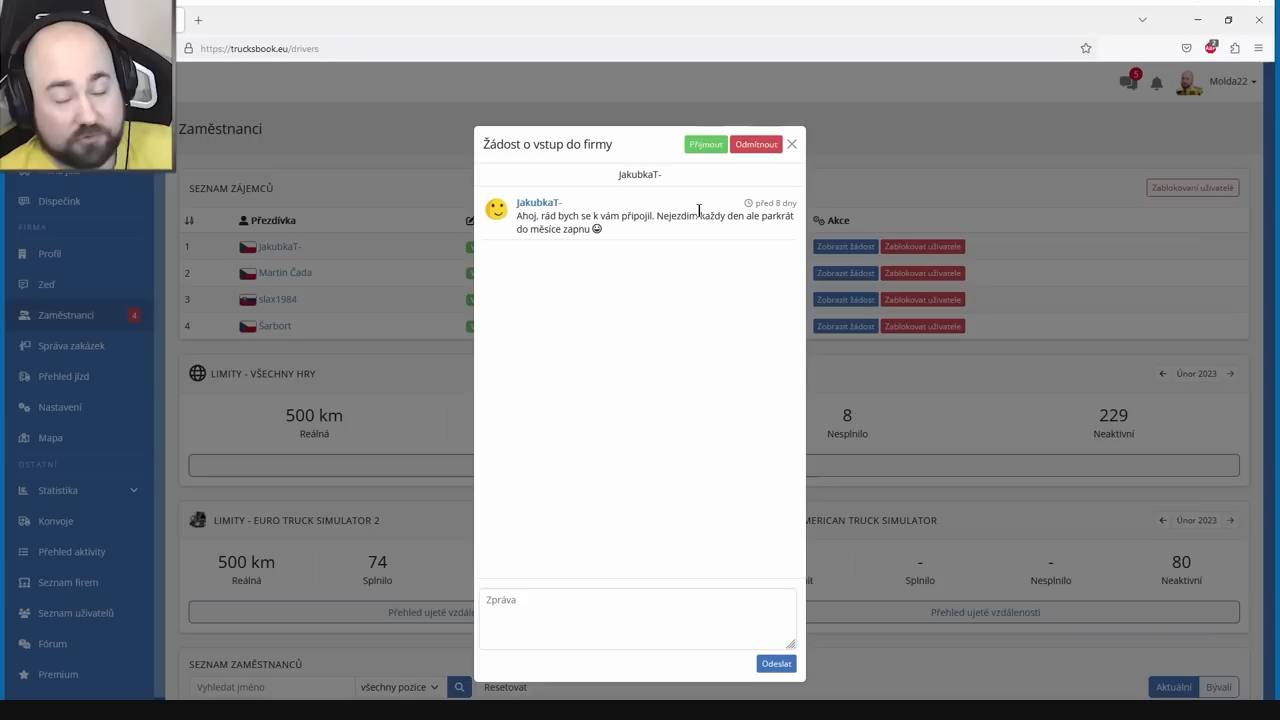 https://trucksbook.eu/drivers
2
5
Molda22
Zaměstnanci
Dispečink
FIRMA
Profil
Zeď
Zaměstnanci 4
Správa zakázek
Přehled jízd
Nastavení
Mapa
OSTATNÍ
Statistika
Konvoje
Přehled aktivity
Seznam firem
Seznam uživatelů
Fórum
Premium
SEZNAM ZÁJEMCŮ
Zablokovaní uživatelé
Přezdívka
Akce
1 JakubkaT-
Zobrazit žádost Zablokovat uživatele
2 Martin Čada
Zobrazit žádost Zablokovat uživatele
3 slax1984
Zobrazit žádost Zablokovat uživatele
4 Šarbort
Zobrazit žádost Zablokovat uživatele
Žádost o vstup do firmy
Přijmout Odmítnout
JakubkaT-
JakubkaT- před 8 dny
Ahoj, rád bych se k vám připojil. Nejezdim každy den ale parkrát
do měsíce zapnu
Zpráva
Odeslat
LIMITY - VŠECHNY HRY
Únor 2023
500 km
Reálná
8
Nesplnilo
229
Neaktivní
LIMITY - EURO TRUCK SIMULATOR 2
500 km
Reálná
74
Splnilo
Přehled ujeté vzdále
MERICAN TRUCK SIMULATOR
Únor 2023
-
Splnilo
-
Nesplnilo
80
Neaktivní
Přehled ujeté vzdálenosti
SEZNAM ZAMĚSTNANCŮ
Vyhledat jméno všechny pozice Resetovat
Aktuální Bývalí